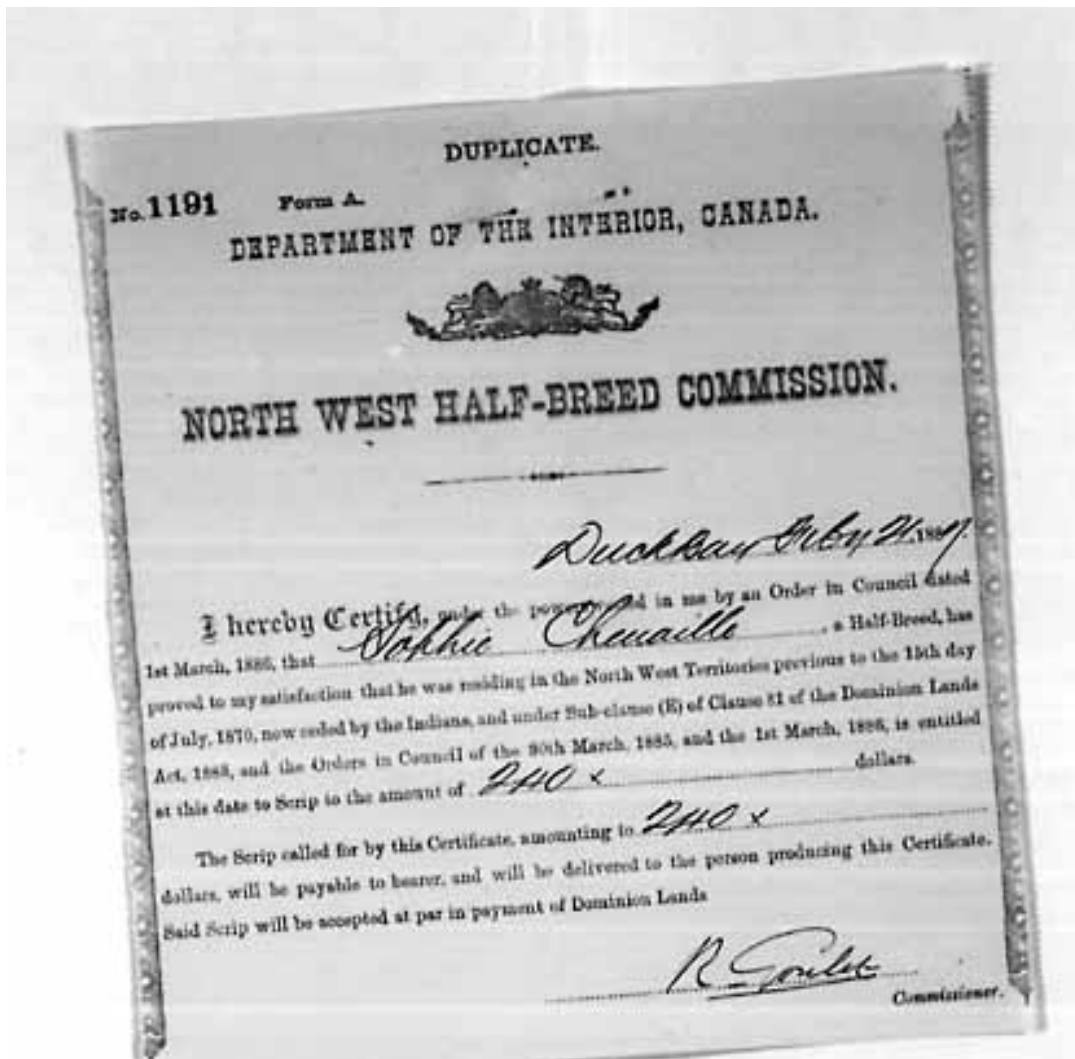 DUPLICATE.
No. 1191 Form A.
DEPARTMENT OF THE INTERIOR, CANADA.
NORTH WEST HALF-BREED COMMISSION.
Duckbay Feby 21, 1887.
I hereby Certify, under the powers in me by an Order in Council dated
1st March, 1886, that Sophie Chenaille, a Half-Breed, has
proved to my satisfaction that he was residing in the North West Territories previous to the 15th day
of July, 1870, now ceded by the Indians, and under Sub-clause (E) of Clause 81 of the Dominion Lands
Act, 1883, and the Orders in Council of the 30th March, 1885, and the 1st March, 1886, is entitled
at this date to Scrip to the amount of 240 x dollars.
The Scrip called for by this Certificate, amounting to 240 x
dollars, will be payable to bearer, and will be delivered to the person producing this Certificate.
Said Scrip will be accepted at par in payment of Dominion Lands
R. Goulet
Commissioner.